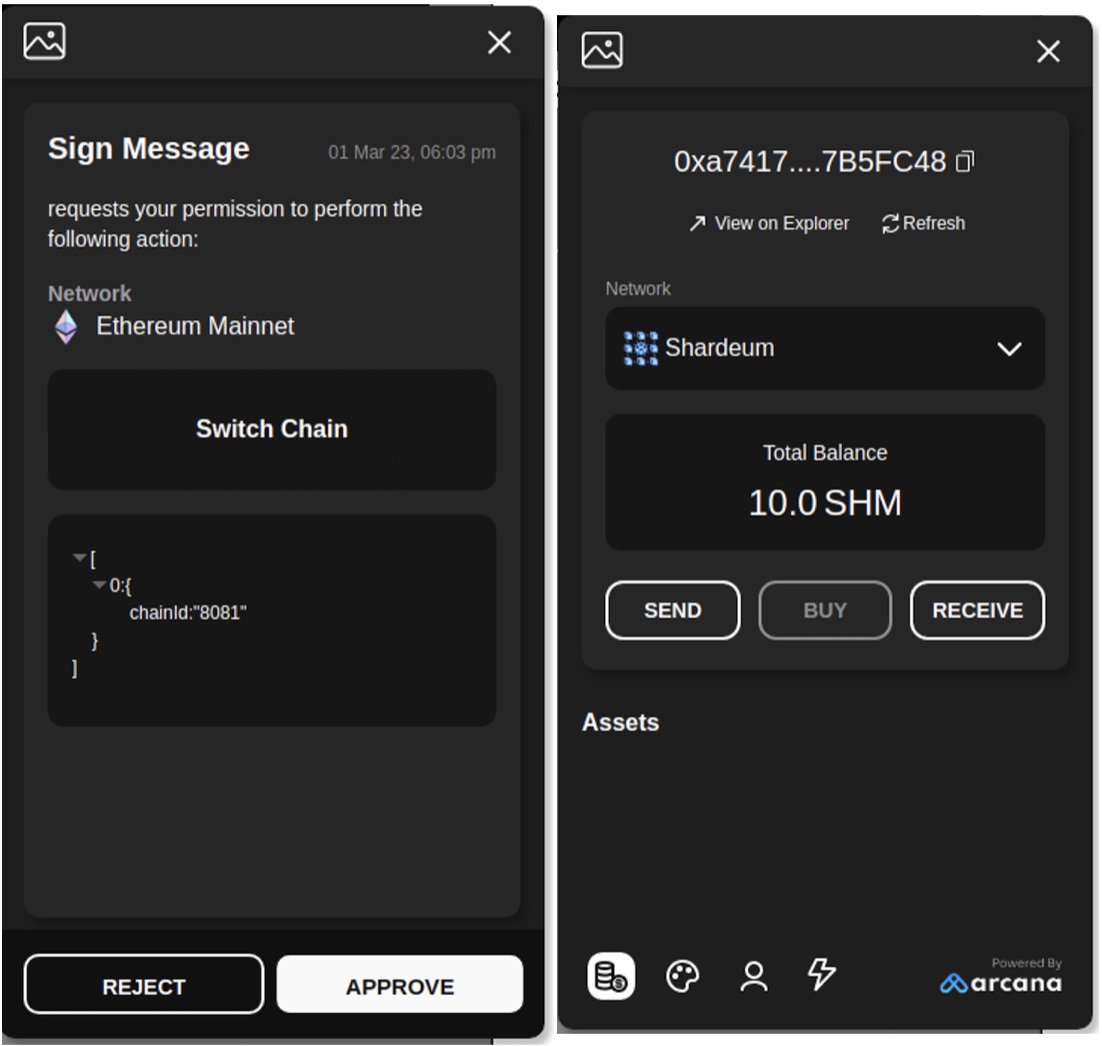 Sign Message
01 Mar 23, 06:03 pm
requests your permission to perform the
following action:
Network
Ethereum Mainnet
Switch Chain
[
0:{
chainId:"8081"
}
]
REJECT
APPROVE
0xa7417....7B5FC48
View on Explorer
Refresh
Network
Shardeum
Total Balance
10.0 SHM
SEND
BUY
RECEIVE
Assets
Powered By
arcana